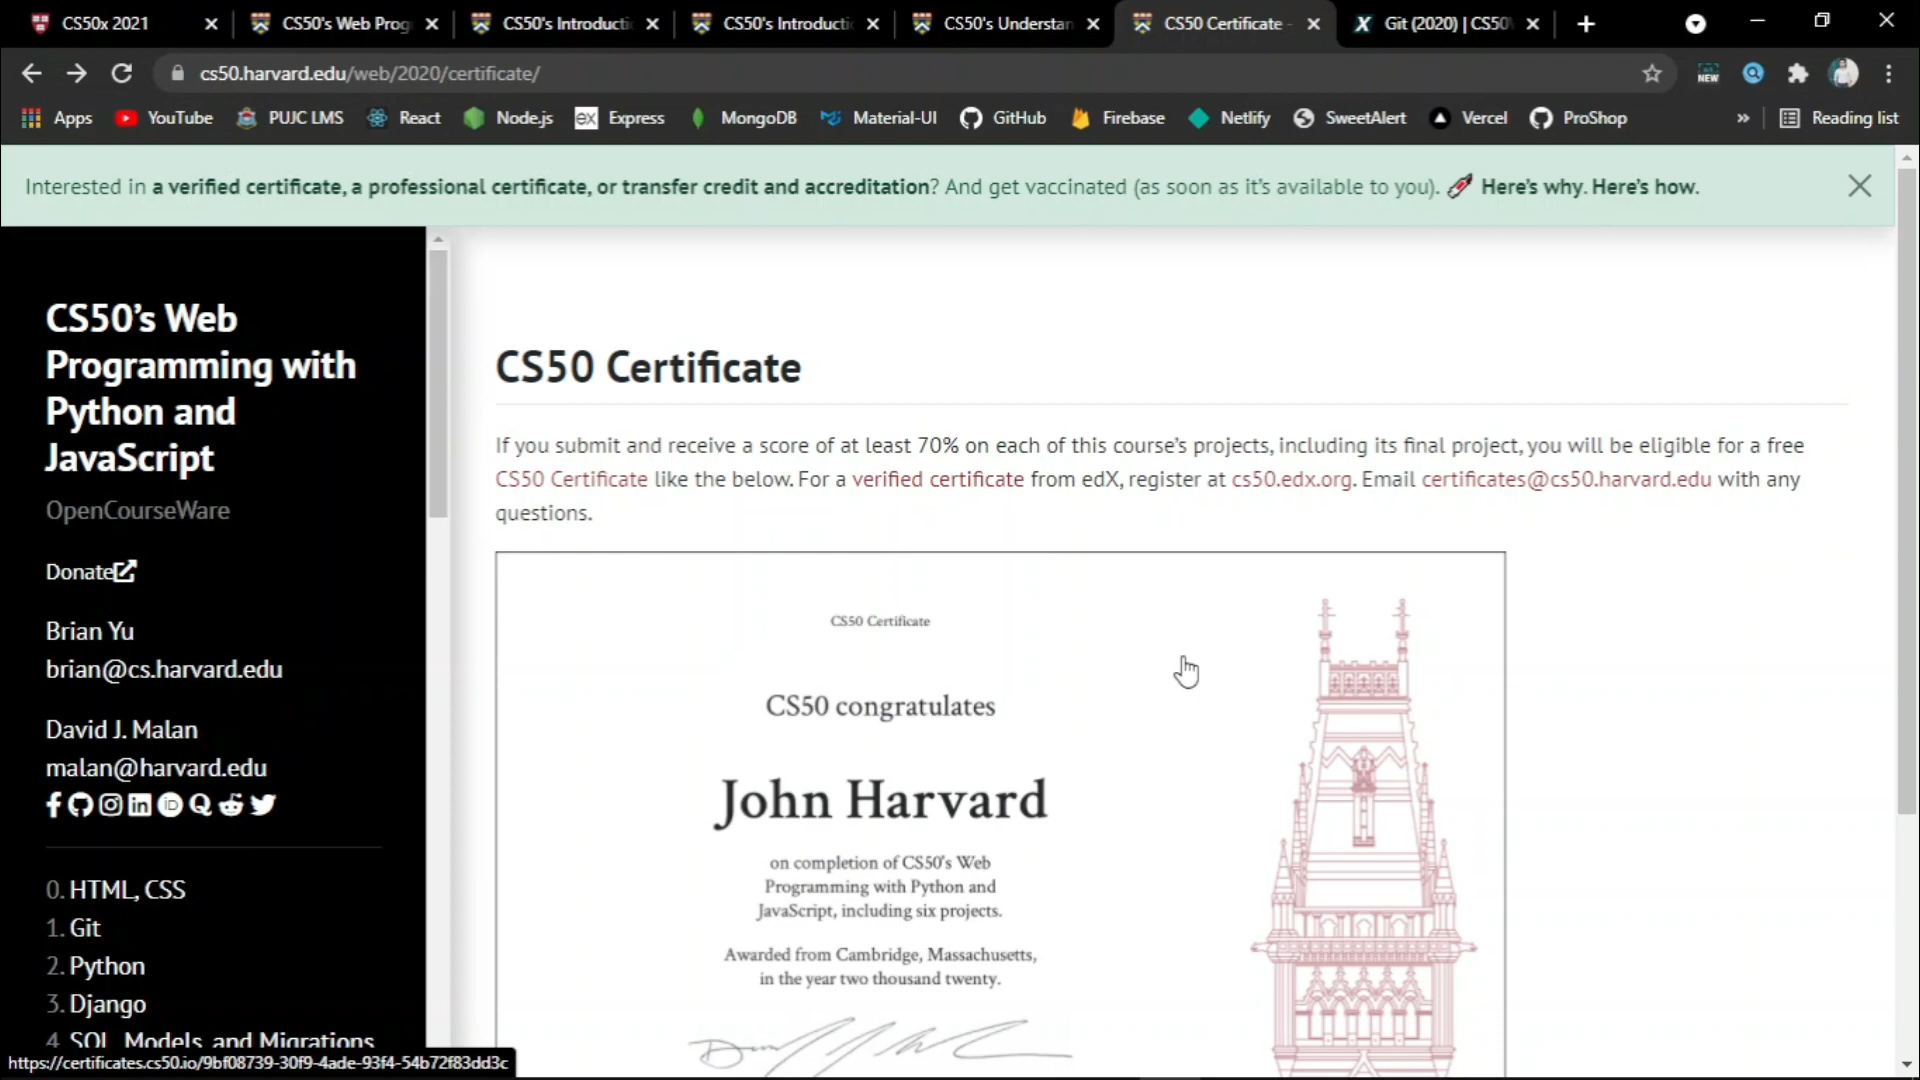 CS50x 2021
CS50's Web Prog
CS50's Introducti
CS50's Introductio
CS50's Understan
CS50 Certificate -
Git (2020) | CS50
cs50.harvard.edu/web/2020/certificate/
NEW
Apps
YouTube
PUJC LMS
React
Node.js
ex Express
MongoDB
Material-UI
GitHub
Firebase
Netlify
SweetAlert
Vercel
ProShop
»
Reading list
Interested in a verified certificate, a professional certificate, or transfer credit and accreditation? And get vaccinated (as soon as it's available to you). Here's why. Here's how.
CS50's Web
Programming with
Python and
JavaScript
OpenCourseWare
Donate
Brian Yu
brian@cs.harvard.edu
David J. Malan
malan@harvard.edu
0. HTML, CSS
1. Git
2. Python
3. Django
4. SQL, Models, and Migrations
CS50 Certificate
If you submit and receive a score of at least 70% on each of this course's projects, including its final project, you will be eligible for a free
CS50 Certificate like the below. For a verified certificate from edX, register at cs50.edx.org. Email certificates@cs50.harvard.edu with any
questions.
CS50 Certificate
CS50 congratulates
John Harvard
on completion of CS50's Web
Programming with Python and
JavaScript, including six projects.
Awarded from Cambridge, Massachusetts,
in the year two thousand twenty.
https://certificates.cs50.io/9bf08739-30f9-4ade-93f4-54b72f83dd3c